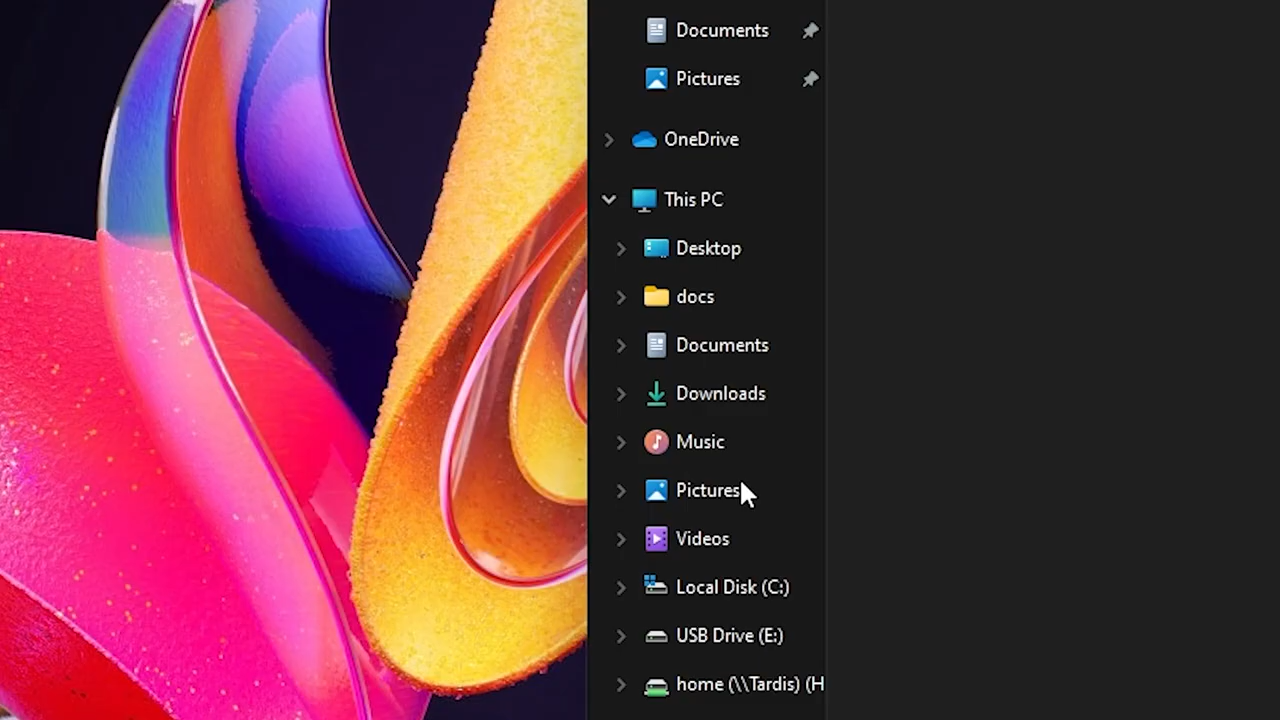 Documents
Pictures
OneDrive
This PC
Desktop
docs
Documents
Downloads
Music
Pictures
Videos
Local Disk (C:)
USB Drive (E:)
home (\\Tardis) (H